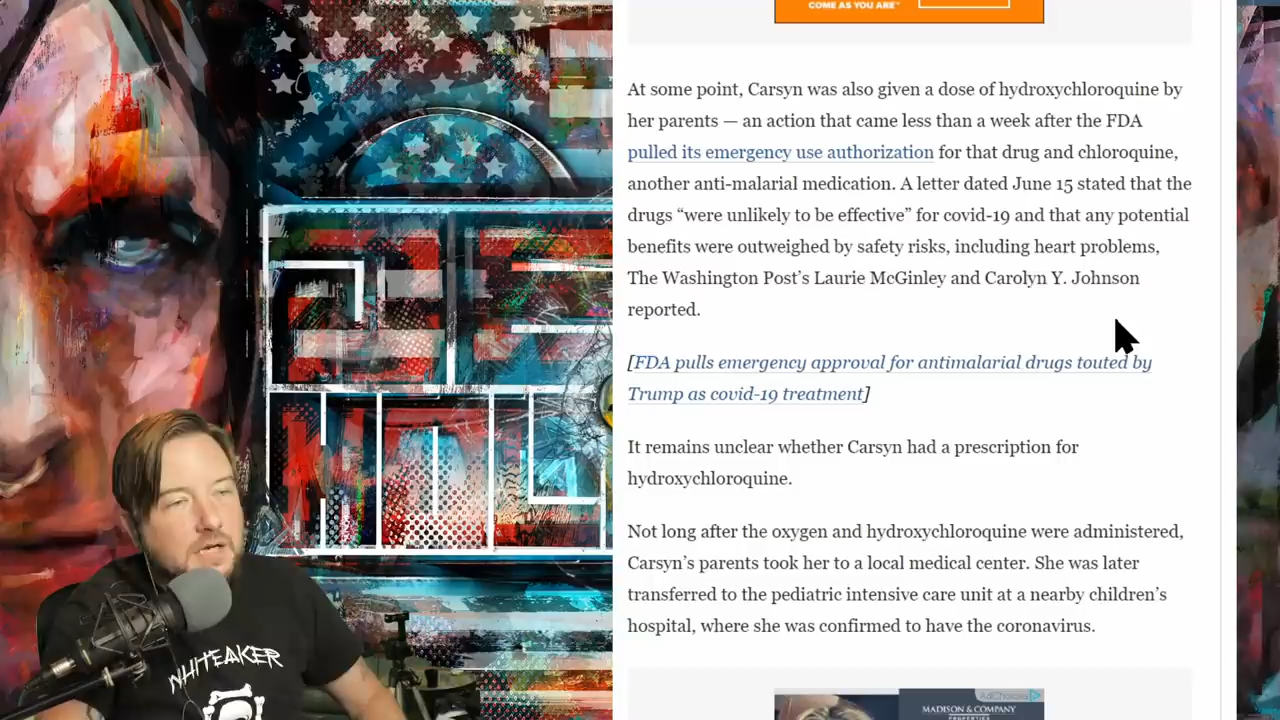 COME AS YOU ARE
At some point, Carsyn was also given a dose of hydroxychloroquine by
her parents — an action that came less than a week after the FDA
pulled its emergency use authorization for that drug and chloroquine,
another anti-malarial medication. A letter dated June 15 stated that the
drugs “were unlikely to be effective” for covid-19 and that any potential
benefits were outweighed by safety risks, including heart problems,
The Washington Post’s Laurie McGinley and Carolyn Y. Johnson
reported.
[FDA pulls emergency approval for antimalarial drugs touted by
Trump as covid-19 treatment]
It remains unclear whether Carsyn had a prescription for
hydroxychloroquine.
Not long after the oxygen and hydroxychloroquine were administered,
Carsyn’s parents took her to a local medical center. She was later
transferred to the pediatric intensive care unit at a nearby children’s
hospital, where she was confirmed to have the coronavirus.
AdChoices
MADISON & COMPANY
PROPERTIES
WHITEAKER